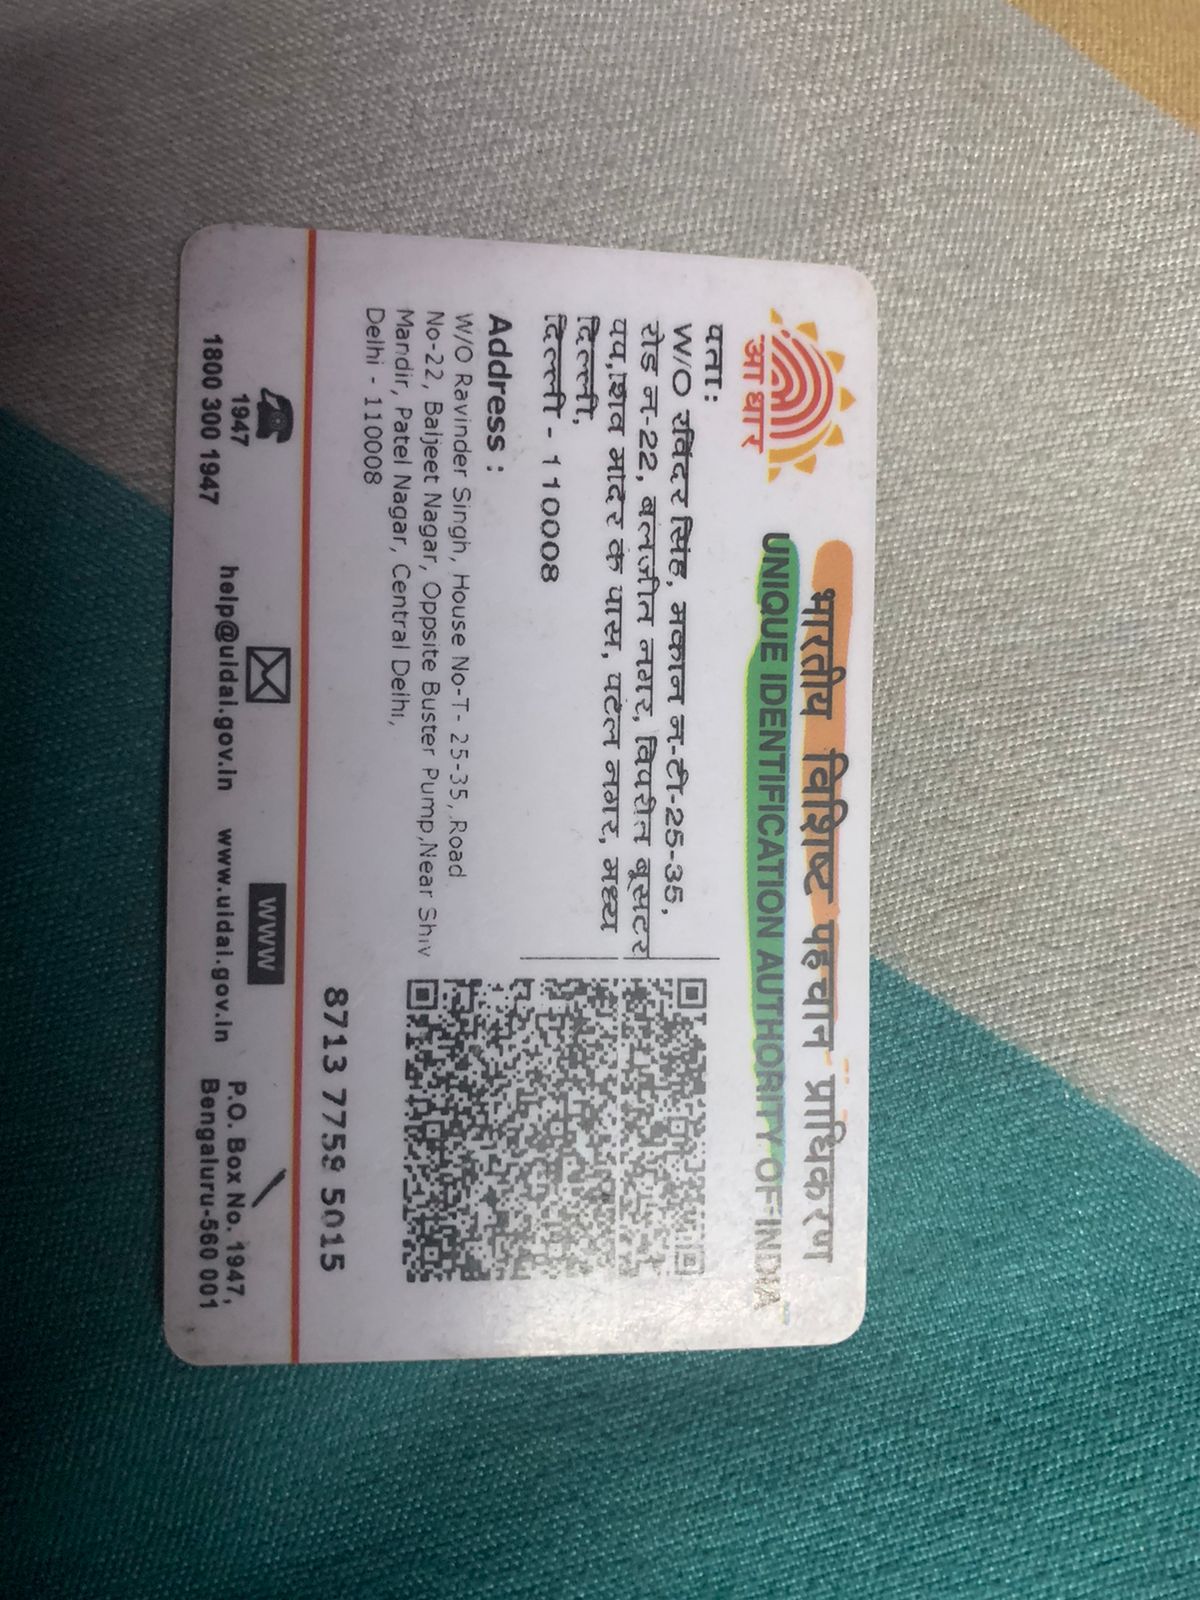 भारतीय विशिष्ट पहचान प्राधिकरण
UNIQUE IDENTIFICATION AUTHORITY OF INDIA
आधार
पता:
W/O रविंदर सिंह, मकान न-टी-25-35,
रोड न-22, बलजीत नगर, विपरीत बूसटर
पंप,शिव मंदिर के पास, पटेल नगर, मध्य
दिल्ली,
दिल्ली - 110008
Address :
W/O Ravinder Singh, House No-T- 25-35, Road
No-22, Baljeet Nagar, Oppsite Buster Pump,Near Shiv
Mandir, Patel Nagar, Central Delhi,
Delhi - 110008
8713 7759 5015
1947
1800 300 1947
help@uidai.gov.in
WWW
www.uidai.gov.in
P.O. Box No. 1947,
Bengaluru-560 001